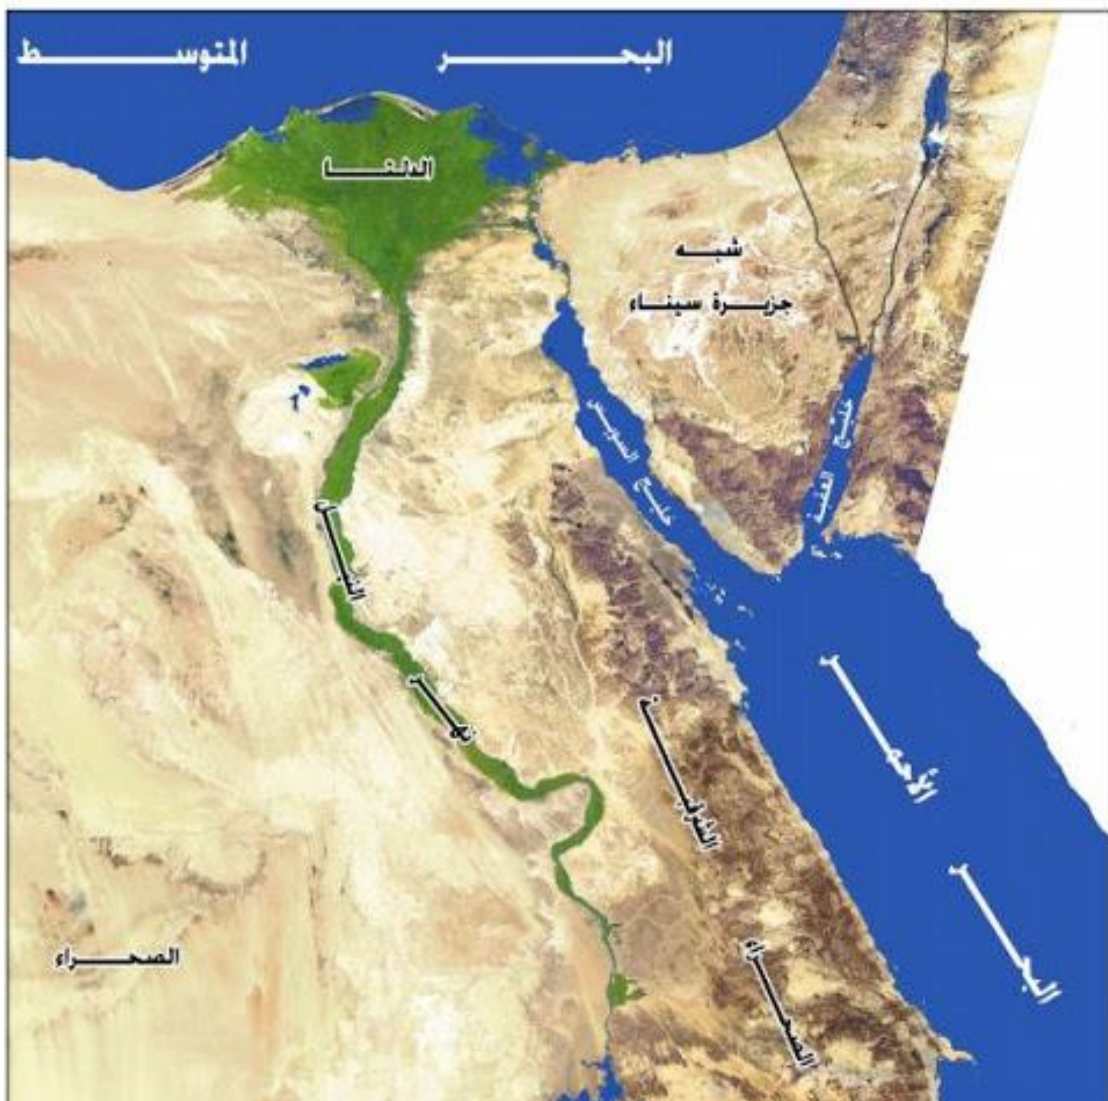 البحر المتوسط
الدلتا
شبه
جزيرة سيناء
خليج السويس
خليج العقبة
نهر النيل
البحر الأحمر
الصحراء الشرقية
الصحراء